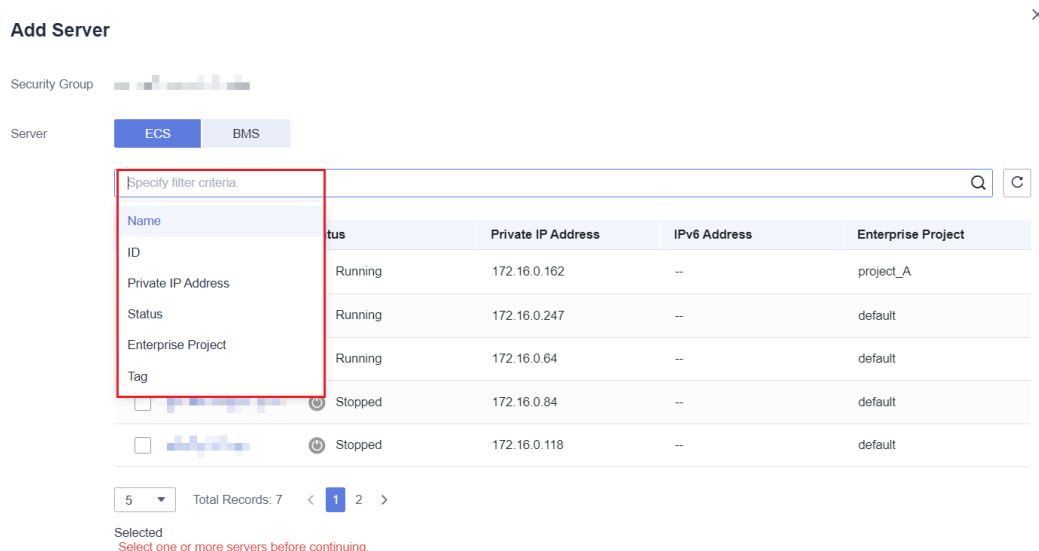 Add Server
Security Group
Server ECS BMS
Specify filter criteria.
Name
ID
Private IP Address
Status
Enterprise Project
Tag
tus Private IP Address IPv6 Address Enterprise Project
Running 172.16.0.162 -- project_A
Running 172.16.0.247 -- default
Running 172.16.0.64 -- default
Stopped 172.16.0.84 -- default
Stopped 172.16.0.118 -- default
5 Total Records: 7 < 1 2 >
Selected
Select one or more servers before continuing.